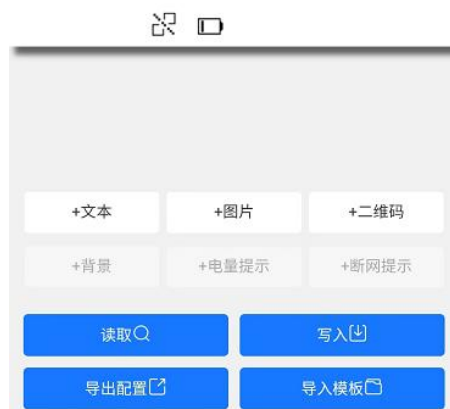 +文本 +图片 +二维码
+背景 +电量提示 +断网提示
读取 写入
导出配置 导入模板